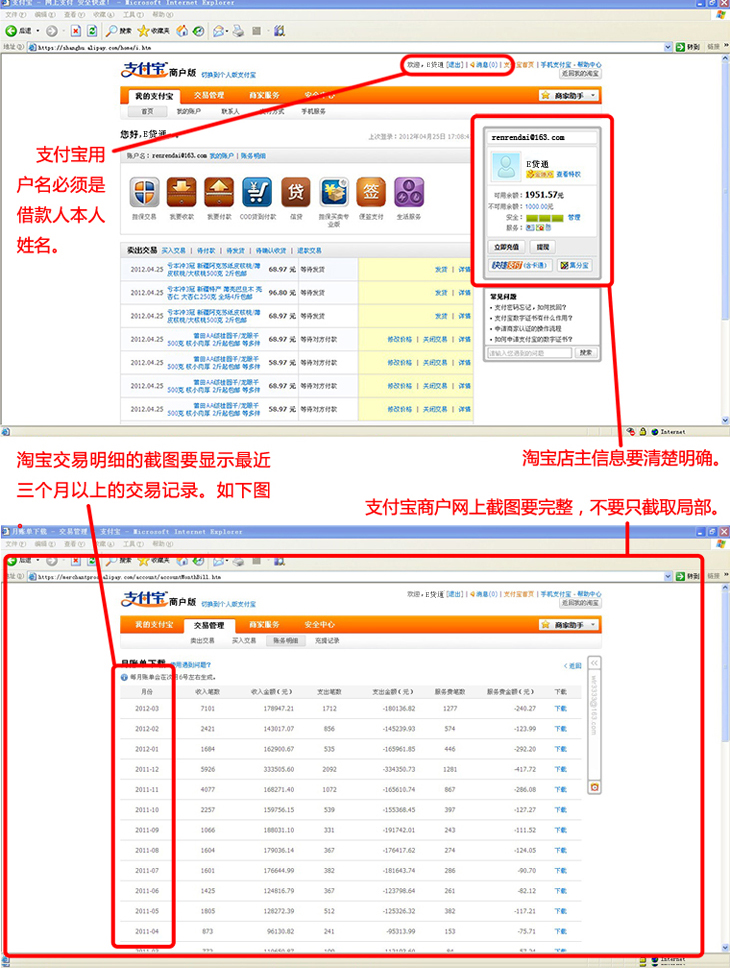 支付宝 - 网上支付 安全快速! - Microsoft Internet Explorer
文件(F) 编辑(E) 查看(V) 收藏(A) 工具(T) 帮助(H)
后退 搜索 收藏夹
地址(D) https://shanghu.alipay.com/home/i.htm 转到 链接
支付宝 商户版 切换到个人版支付宝
欢迎，E贷通 [退出] 消息(0) | 支付宝首页 | 手机支付宝 - 帮助中心
返回我的淘宝
我的支付宝 交易管理 商家服务 安全中心 商家助手
首页 我的账户 联系人 手机服务
您好,E贷通
上次登录：2012年04月25日 17:08:4
账户名：renrendai@163.com 我的账户 | 账务明细
担保交易 我要收款 我要付款 COD货到付款 信贷 担保买卖专业版 便签支付 生活服务
卖出交易 买入交易 | 待付款 | 待发货 | 待确认收货 | 退款交易
2012.04.25 亏本冲3冠 新疆阿克苏纸皮核桃/薄皮核桃/大核桃500克 2斤包邮 68.97 元 等待发货 发货 | 详情
2012.04.25 亏本冲3冠 新疆特产 薄壳巴旦木 壳杏仁 大杏仁250克 全场4斤包邮 96.80 元 等待发货 发货 | 详情
2012.04.25 亏本冲3冠 新疆阿克苏纸皮核桃/薄皮核桃/大核桃500克 2斤包邮 68.97 元 等待发货 发货 | 详情
2012.04.25 莆田AA级桂圆干/龙眼干 500克 核小肉厚 2斤起包邮 等多件 58.97 元 等待对方付款 修改价格 | 关闭交易 | 详情
2012.04.25 莆田AA级桂圆干/龙眼干 500克 核小肉厚 2斤起包邮 等多件 58.97 元 等待对方付款 修改价格 | 关闭交易 | 详情
2012.04.25 莆田AA级桂圆干/龙眼干 500克 核小肉厚 2斤起包邮 等多件 58.97 元 等待对方付款 修改价格 | 关闭交易 | 详情
2012.04.25 莆田AA级桂圆干/龙眼干 500克 核小肉厚 2斤起包邮 等多件 68.97 元 等待对方付款 修改价格 | 关闭交易 | 详情
renrendai@163.com
E贷通
查看特权
可用余额：1951.57元
不可用余额：1000.00元
安全： 管理
服务：
立即充值 提现
快捷支付(含卡通) 集分宝
常见问题
• 支付密码忘记，如何找回？
• 支付宝数字证书有什么作用？
• 申请商家认证的操作流程
• 如何申请支付宝的数字证书？
请输入您遇到的问题 搜索
Internet
支付宝用
户名必须是
借款人本人
姓名。
淘宝交易明细的截图要显示最近
三个月以上的交易记录。如下图
。
淘宝店主信息要清楚明确。
支付宝商户网上截图要完整，不要只截取局部。
月账单下载 - 交易管理 - 支付宝 - Microsoft Internet Explorer
文件(F) 编辑(E) 查看(V) 收藏(A) 工具(T) 帮助(H)
后退 搜索 收藏夹
地址(D) https://merchantprod.alipay.com/account/accountMonthBill.htm 转到 链接
支付宝 商户版 切换到个人版支付宝
欢迎，E贷通 [退出] 消息(0) | 支付宝首页 | 手机支付宝 - 帮助中心
返回我的淘宝
我的支付宝 交易管理 商家服务 安全中心 商家助手
卖出交易 买入交易 账务明细 充提记录
月账单下载 使用遇到问题？ < 返回
每月账单会在次月6号左右生成。
月份 收入笔数 收入金额（元） 支出笔数 支出金额（元） 服务费笔数 服务费金额（元） 下载
2012-03 7101 178947.21 1712 -180136.82 1277 -240.27 下载
2012-02 2421 143017.07 856 -145239.93 574 -123.99 下载
2012-01 1684 162900.67 535 -165961.85 446 -292.20 下载
2011-12 5926 333505.60 2092 -334350.73 1281 -417.72 下载
2011-11 4077 168271.40 1072 -165610.74 867 -286.08 下载
2011-10 2257 159756.15 539 -155368.45 397 -127.27 下载
2011-09 1066 188031.10 331 -191742.01 243 -111.52 下载
2011-08 1604 179036.14 367 -176417.62 274 -124.05 下载
2011-07 1601 176644.99 382 -181643.74 286 -90.70 下载
2011-06 1425 124816.79 367 -123798.64 261 -82.12 下载
2011-05 1805 128272.39 512 -125326.32 382 -117.21 下载
2011-04 873 96130.82 241 -95313.99 153 -75.71 下载
Internet